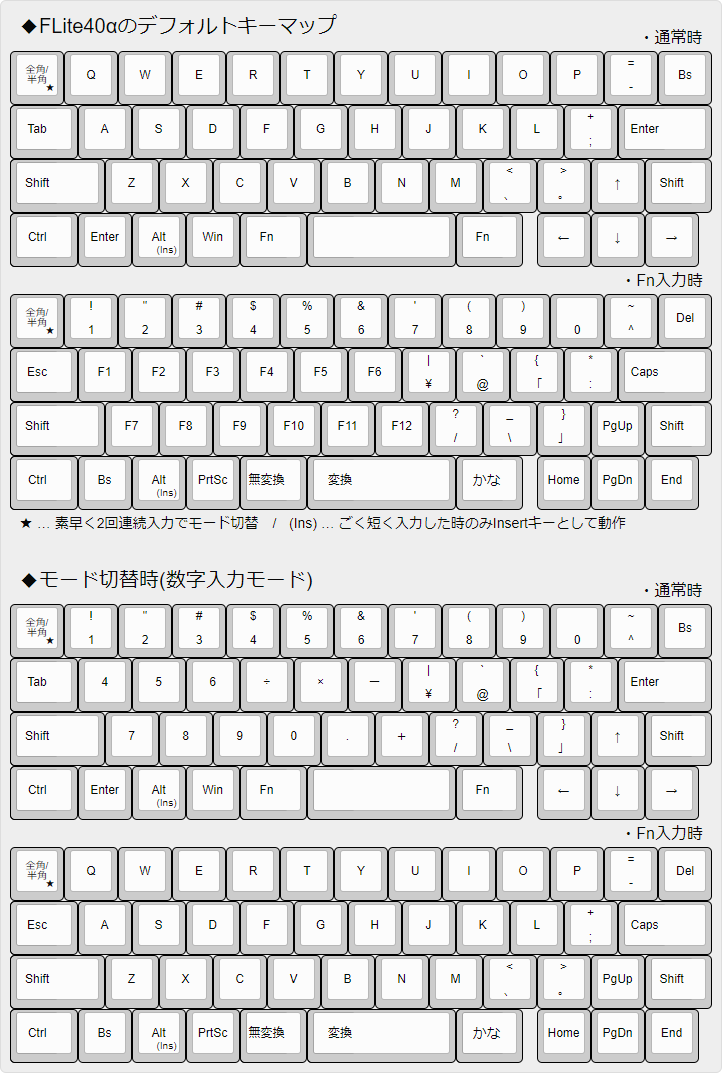 ◆FLite40αのデフォルトキーマップ
・通常時
全角/半角★ Q W E R T Y U I O P = - Bs
Tab A S D F G H J K L + ; Enter
Shift Z X C V B N M < 、 > 。 ↑ Shift
Ctrl Enter Alt (Ins) Win Fn Fn ← ↓ →
・Fn入力時
全角/半角★ ! 1 " 2 # 3 $ 4 % 5 & 6 ' 7 ( 8 ) 9 0 ~ ^ Del
Esc F1 F2 F3 F4 F5 F6 | ¥ ` @ { 「 * : Caps
Shift F7 F8 F9 F10 F11 F12 ? / _ \ } 」 PgUp Shift
Ctrl Bs Alt (Ins) PrtSc 無変換 変換 かな Home PgDn End
★ … 素早く2回連続入力でモード切替 / (Ins) … ごく短く入力した時のみInsertキーとして動作
◆モード切替時(数字入力モード)
・通常時
全角/半角★ ! 1 " 2 # 3 $ 4 % 5 & 6 ' 7 ( 8 ) 9 0 ~ ^ Bs
Tab 4 5 6 ÷ × － | ¥ ` @ { 「 * : Enter
Shift 7 8 9 0 . ＋ ? / _ \ } 」 ↑ Shift
Ctrl Enter Alt (Ins) Win Fn Fn ← ↓ →
・Fn入力時
全角/半角★ Q W E R T Y U I O P = - Del
Esc A S D F G H J K L + ; Caps
Shift Z X C V B N M < 、 > 。 PgUp Shift
Ctrl Bs Alt (Ins) PrtSc 無変換 変換 かな Home PgDn End